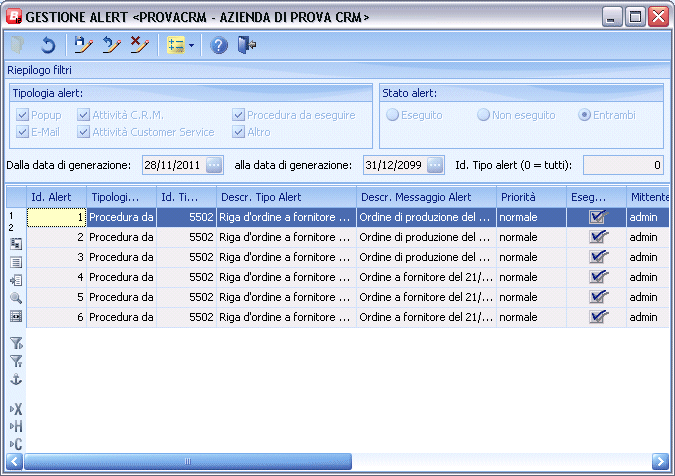 GESTIONE ALERT <PROVACRM - AZIENDA DI PROVA CRM>
Riepilogo filtri
Tipologia alert: Stato alert:
Popup Attività C.R.M. Procedura da eseguire Eseguito Non eseguito Entrambi
E-Mail Attività Customer Service Altro
Dalla data di generazione: 28/11/2011 alla data di generazione: 31/12/2099 Id. Tipo alert (0 = tutti): 0
Id. Alert Tipologi... Id. Ti... Descr. Tipo Alert Descr. Messaggio Alert Priorità Eseg... Mittente
1 Procedura da 5502 Riga d'ordine a fornitore ... Ordine di produzione del ... normale admin
2 Procedura da 5502 Riga d'ordine a fornitore ... Ordine di produzione del ... normale admin
3 Procedura da 5502 Riga d'ordine a fornitore ... Ordine di produzione del ... normale admin
4 Procedura da 5502 Riga d'ordine a fornitore ... Ordine a fornitore del 21/... normale admin
5 Procedura da 5502 Riga d'ordine a fornitore ... Ordine a fornitore del 21/... normale admin
6 Procedura da 5502 Riga d'ordine a fornitore ... Ordine a fornitore del 21/... normale admin
1
2
X
H
C